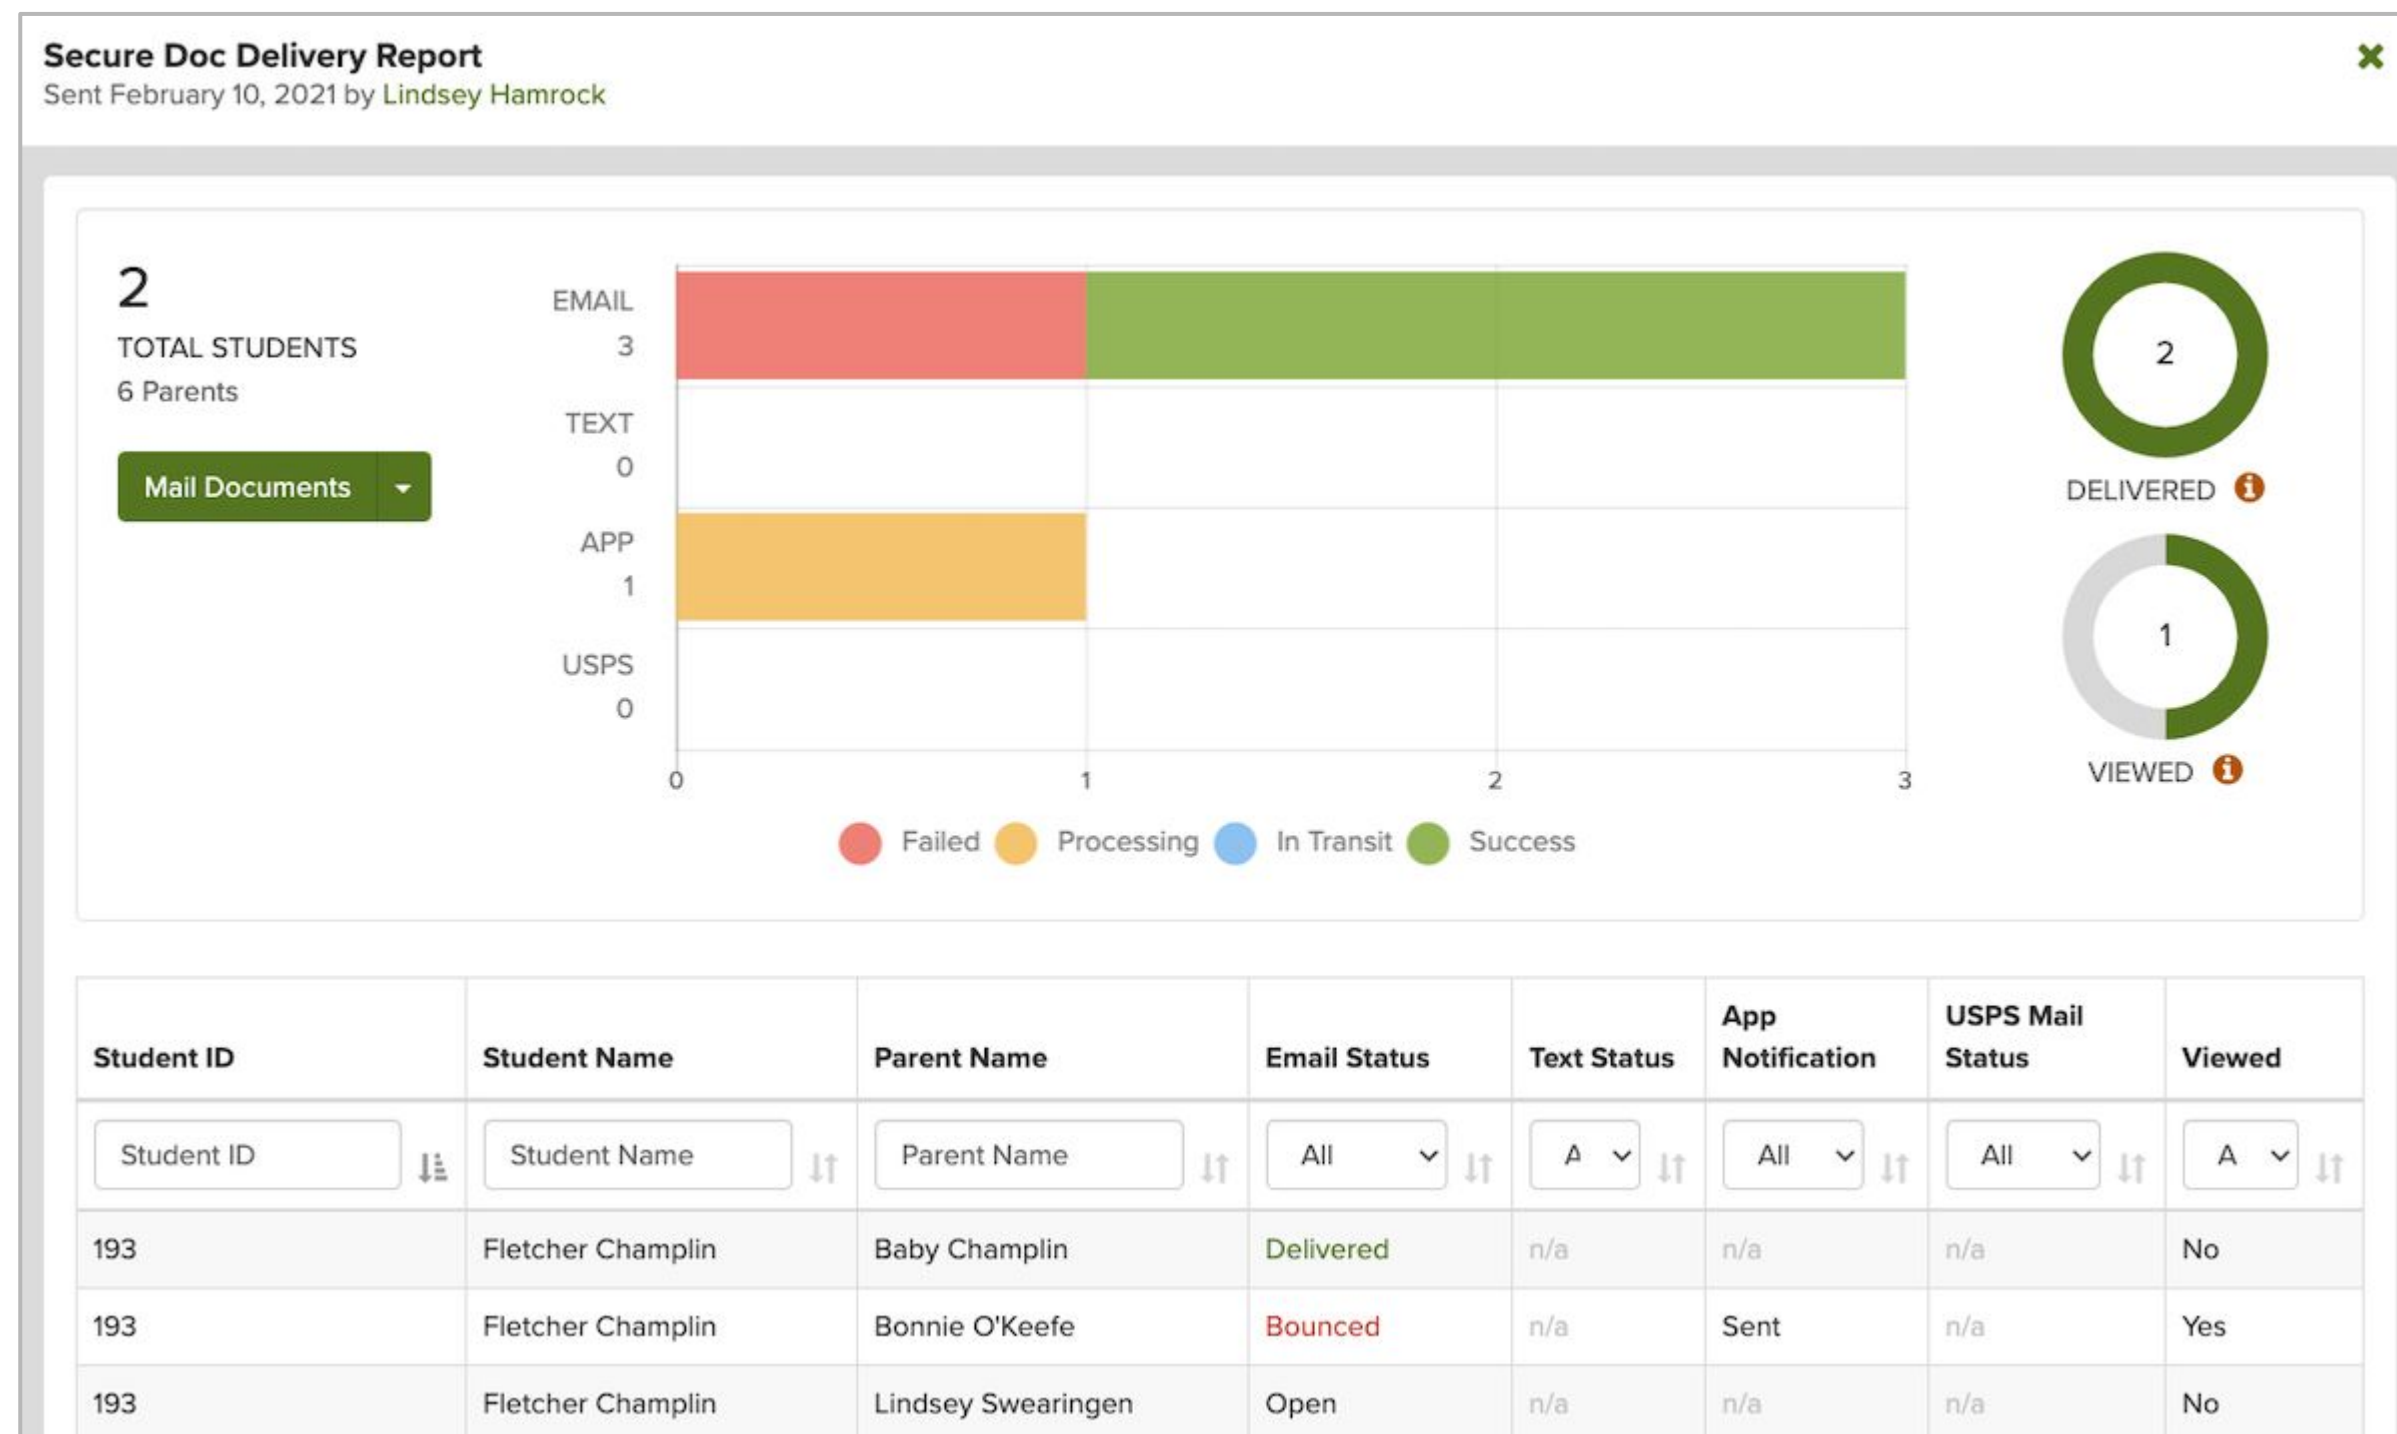 Secure Doc Delivery Report
Sent February 10, 2021 by Lindsey Hamrock
2
TOTAL STUDENTS
6 Parents
Mail Documents
EMAIL
3
TEXT
0
APP
1
USPS
0
0 1 2 3
Failed Processing In Transit Success
2
DELIVERED
1
VIEWED
Student ID Student Name Parent Name Email Status Text Status App Notification USPS Mail Status Viewed
Student ID Student Name Parent Name All A All All A
193 Fletcher Champlin Baby Champlin Delivered n/a n/a n/a No
193 Fletcher Champlin Bonnie O'Keefe Bounced n/a Sent n/a Yes
193 Fletcher Champlin Lindsey Swearingen Open n/a n/a n/a No